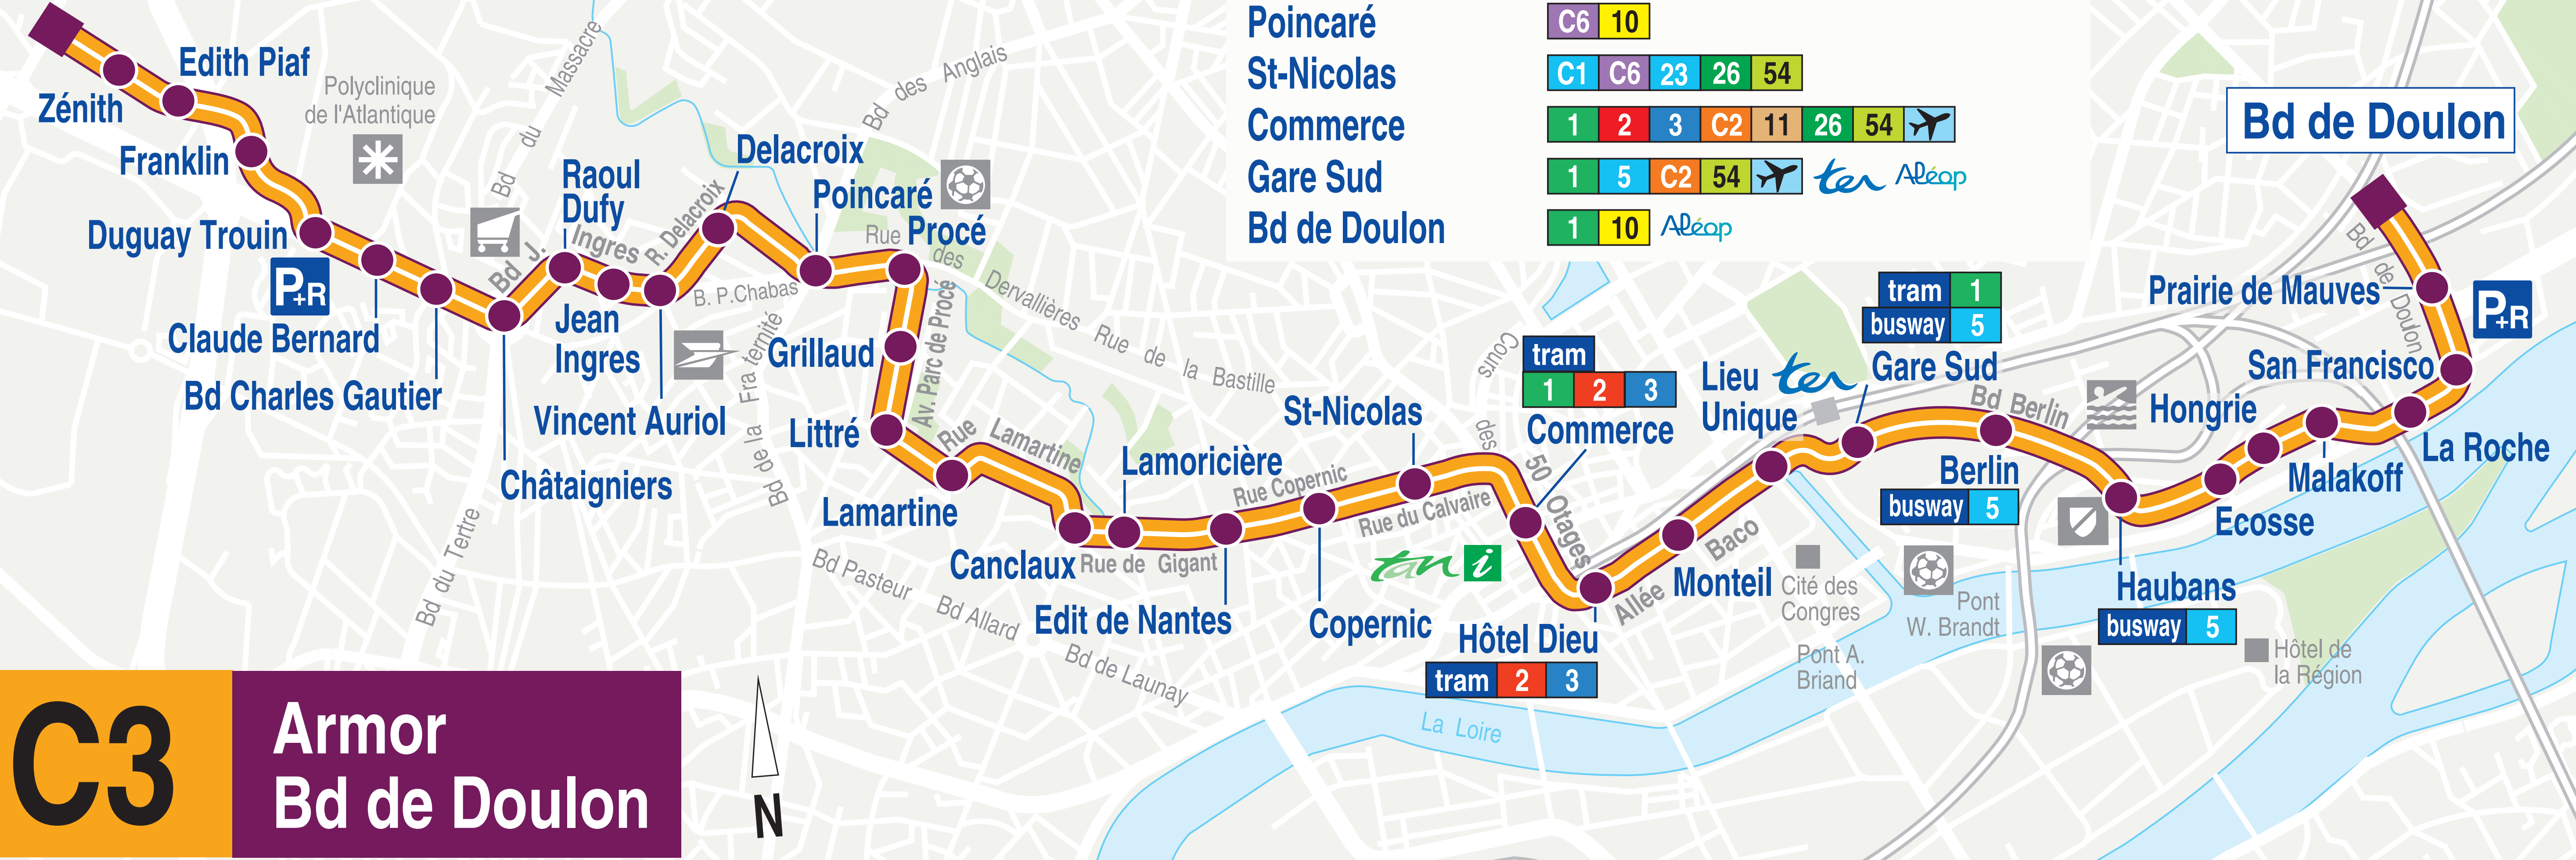 Poincaré C6 10
St-Nicolas C1 C6 23 26 54
Commerce 1 2 3 C2 11 26 54
Gare Sud 1 5 C2 54 ter Aléop
Bd de Doulon 1 10 Aléop
Bd de Doulon
Zénith
Edith Piaf
Franklin
Polyclinique
de l'Atlantique
Duguay Trouin
P+R
Claude Bernard
Bd Charles Gautier
Châtaigniers
Bd du Massacre
Bd J. Ingres
Raoul
Dufy
Jean
Ingres
R. Delacroix
Vincent Auriol
Delacroix
Bd des Anglais
Poincaré
Procé
B. P.Chabas
Rue des Dervallières
Rue de la Bastille
Bd de la Fra ternité
Grillaud
Av. Parc de Procé
Littré
Lamartine
Rue Lamartine
Canclaux
Lamoricière
Rue de Gigant
Edit de Nantes
Rue Copernic
Copernic
St-Nicolas
Rue du Calvaire
Cours des 50 Otages
tram
1 2 3
Commerce
tan i
Hôtel Dieu
tram 2 3
Allée Baco
Monteil
Lieu
Unique
ter
tram 1
busway 5
Gare Sud
Bd Berlin
Berlin
busway 5
Cité des
Congres
Pont
W. Brandt
Pont A.
Briand
Haubans
busway 5
Hôtel de
la Région
Ecosse
Hongrie
Malakoff
La Roche
San Francisco
Prairie de Mauves
P+R
Bd de Doulon
Bd du Tertre
Bd Pasteur
Bd Allard
Bd de Launay
La Loire
N
C3
Armor
Bd de Doulon